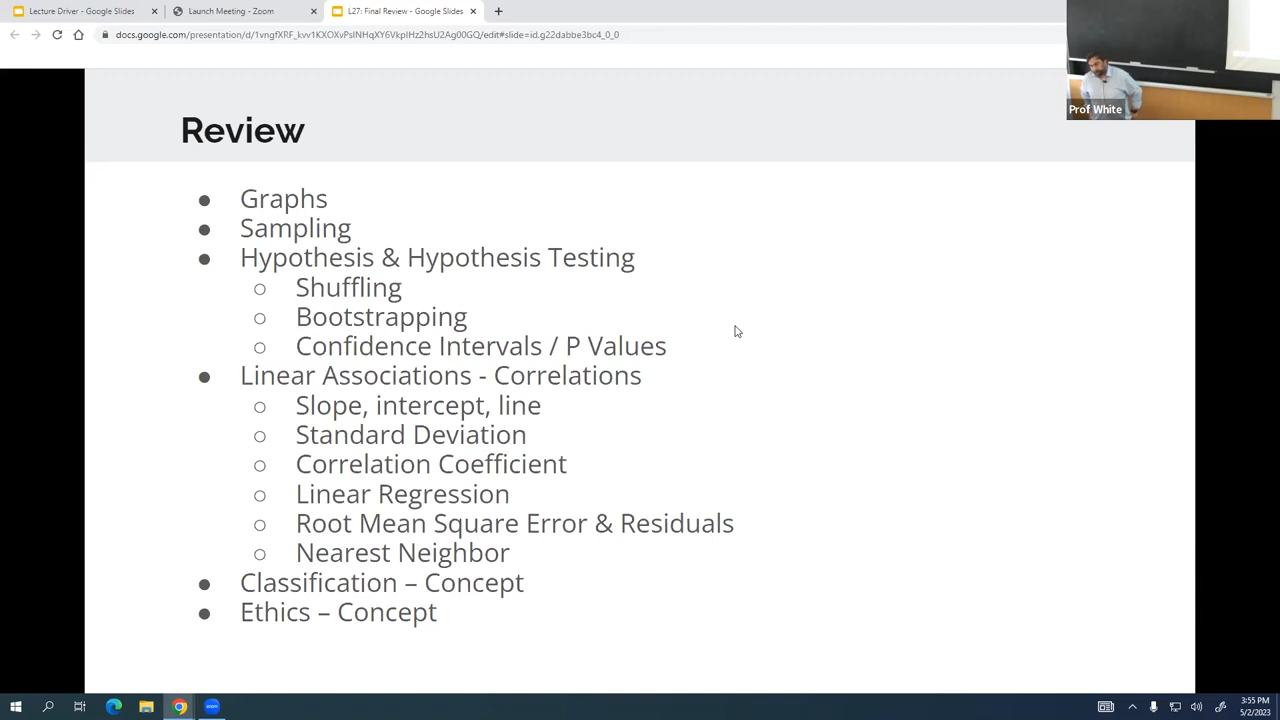 Lecture Driver - Google Slides
Launch Meeting - Zoom
L27: Final Review - Google Slides
Prof White
Review
● Graphs
● Sampling
● Hypothesis & Hypothesis Testing
○ Shuffling
○ Bootstrapping
○ Confidence Intervals / P Values
● Linear Associations - Correlations
○ Slope, intercept, line
○ Standard Deviation
○ Correlation Coefficient
○ Linear Regression
○ Root Mean Square Error & Residuals
○ Nearest Neighbor
● Classification – Concept
● Ethics – Concept
zoom
3:55 PM
5/2/2023